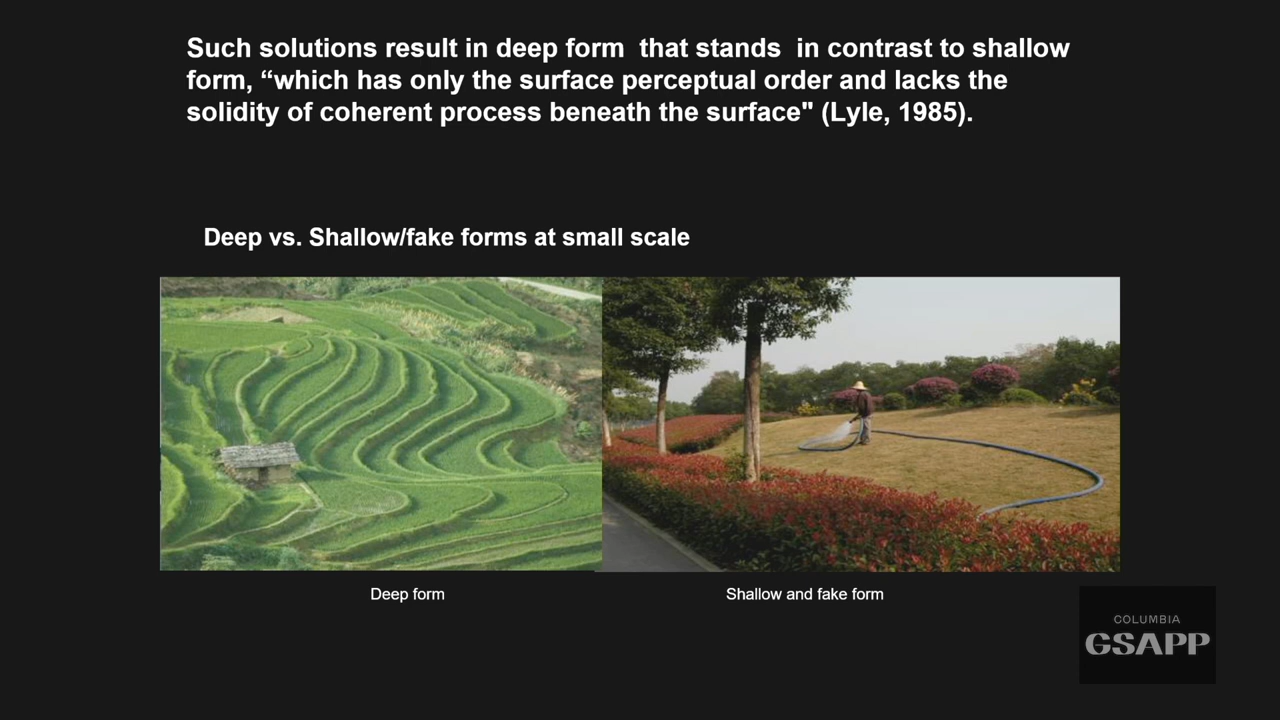 Such solutions result in deep form  that stands  in contrast to shallow
form, “which has only the surface perceptual order and lacks the
solidity of coherent process beneath the surface" (Lyle, 1985).
Deep vs. Shallow/fake forms at small scale
Deep form
Shallow and fake form
COLUMBIA
GSAPP